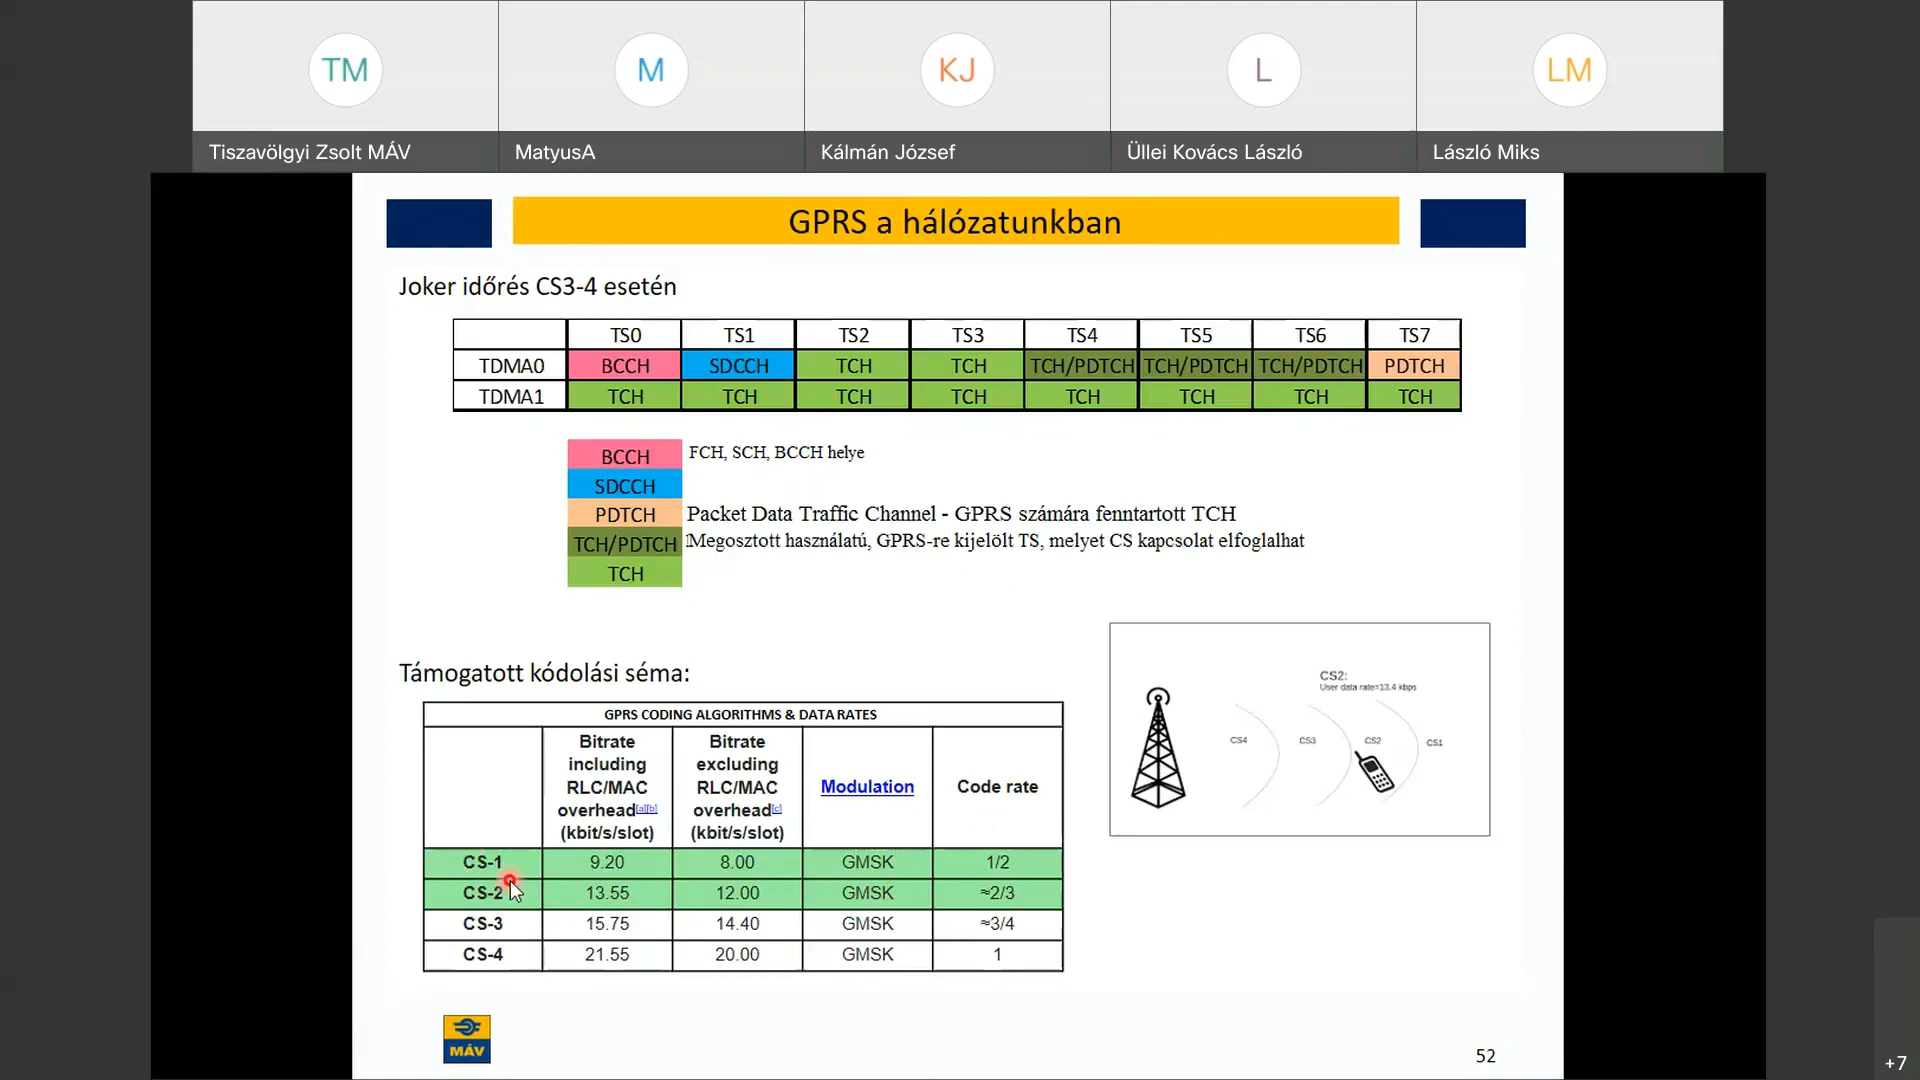 TM
M
KJ
L
LM
Tiszavölgyi Zsolt MÁV
MatyusA
Kálmán József
Üllei Kovács László
László Miks
GPRS a hálózatunkban
Joker időrés CS3-4 esetén
TS0 TS1 TS2 TS3 TS4 TS5 TS6 TS7
TDMA0 BCCH SDCCH TCH TCH TCH/PDTCH TCH/PDTCH TCH/PDTCH PDTCH
TDMA1 TCH TCH TCH TCH TCH TCH TCH TCH
BCCH FCH, SCH, BCCH helye
SDCCH
PDTCH Packet Data Traffic Channel - GPRS számára fenntartott TCH
TCH/PDTCH Megosztott használatú, GPRS-re kijelölt TS, melyet CS kapcsolat elfoglalhat
TCH
Támogatott kódolási séma:
GPRS CODING ALGORITHMS & DATA RATES
Bitrate including RLC/MAC overhead[a][b] (kbit/s/slot) Bitrate excluding RLC/MAC overhead[c] (kbit/s/slot) Modulation Code rate
CS-1 9.20 8.00 GMSK 1/2
CS-2 13.55 12.00 GMSK ≈2/3
CS-3 15.75 14.40 GMSK ≈3/4
CS-4 21.55 20.00 GMSK 1
CS2:
User data rate=13.4 kbps
CS4 CS3 CS2 CS1
MÁV
52
+7